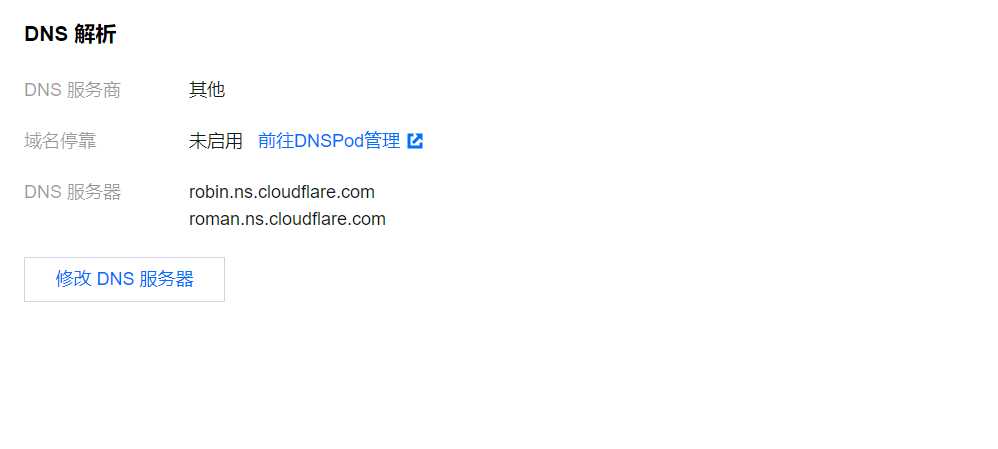 DNS 解析
DNS 服务商 其他
域名停靠 未启用 前往DNSPod管理
DNS 服务器 robin.ns.cloudflare.com
roman.ns.cloudflare.com
修改 DNS 服务器